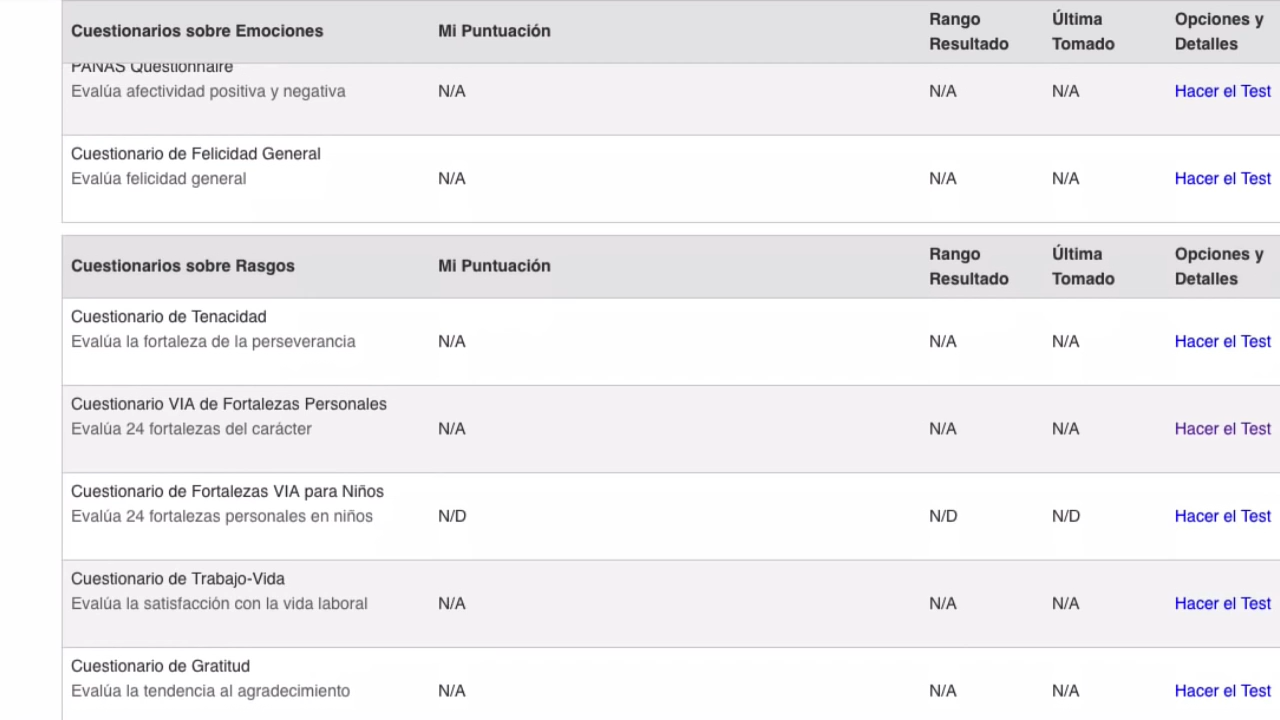 Cuestionarios sobre Emociones Mi Puntuación Rango Resultado Última Tomado Opciones y Detalles
PANAS Questionnaire
Evalúa afectividad positiva y negativa N/A N/A N/A Hacer el Test
Cuestionario de Felicidad General
Evalúa felicidad general N/A N/A N/A Hacer el Test
Cuestionarios sobre Rasgos Mi Puntuación Rango Resultado Última Tomado Opciones y Detalles
Cuestionario de Tenacidad
Evalúa la fortaleza de la perseverancia N/A N/A N/A Hacer el Test
Cuestionario VIA de Fortalezas Personales
Evalúa 24 fortalezas del carácter N/A N/A N/A Hacer el Test
Cuestionario de Fortalezas VIA para Niños
Evalúa 24 fortalezas personales en niños N/D N/D N/D Hacer el Test
Cuestionario de Trabajo-Vida
Evalúa la satisfacción con la vida laboral N/A N/A N/A Hacer el Test
Cuestionario de Gratitud
Evalúa la tendencia al agradecimiento N/A N/A N/A Hacer el Test